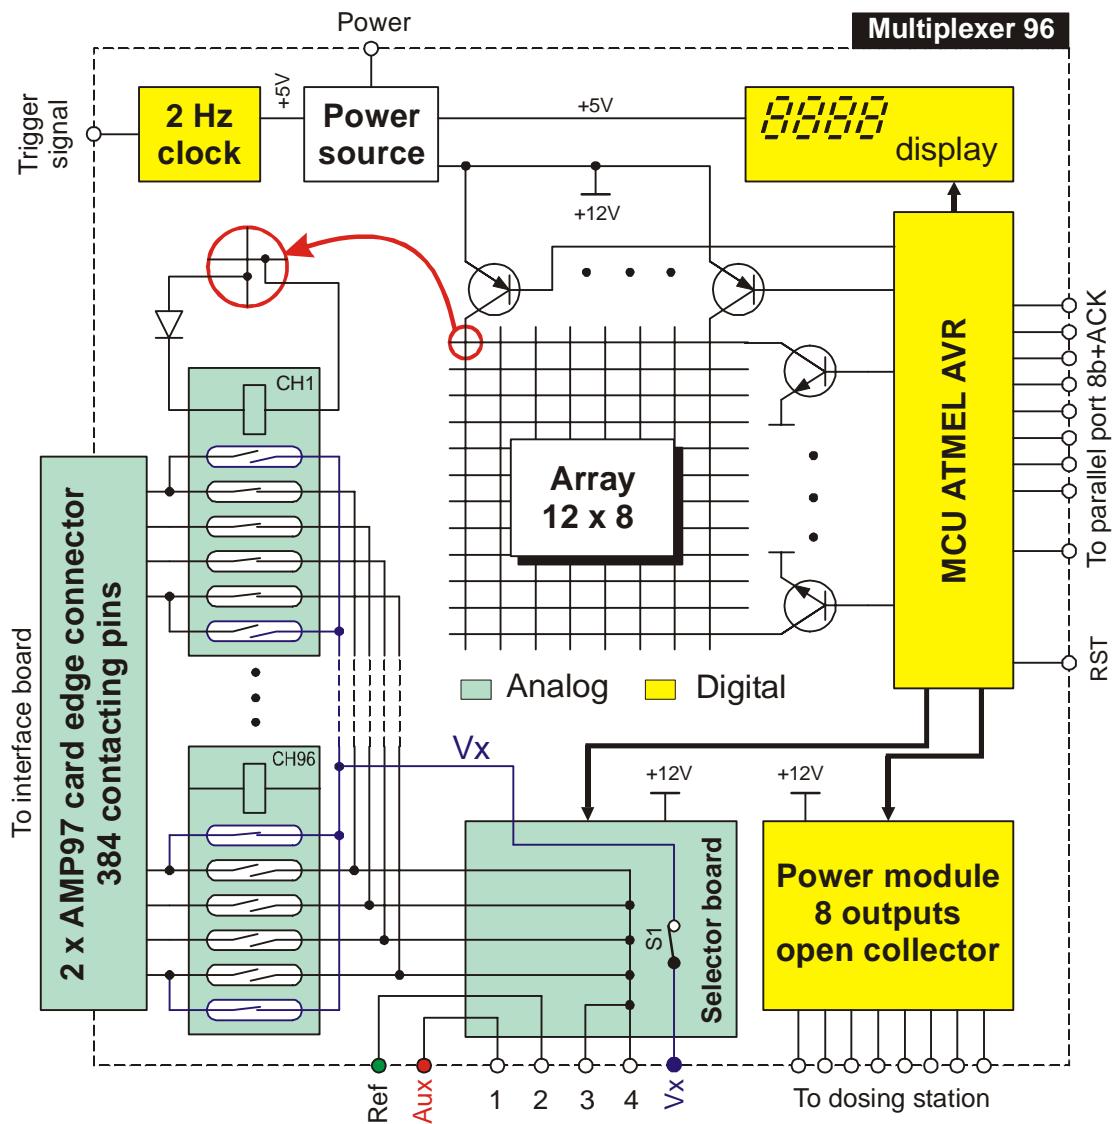 Power
Multiplexer 96
Trigger
signal
2 Hz
clock
+5V
Power
source
+5V
8888
display
+12V
CH1
Array
12 x 8
MCU ATMEL AVR
To parallel port 8b+ACK
RST
To interface board
2 x AMP97 card edge connector
384 contacting pins
Analog
Digital
CH96
Vx
+12V
+12V
S1
Selector board
Power module
8 outputs
open collector
Ref
Aux
1
2
3
4
Vx
To dosing station